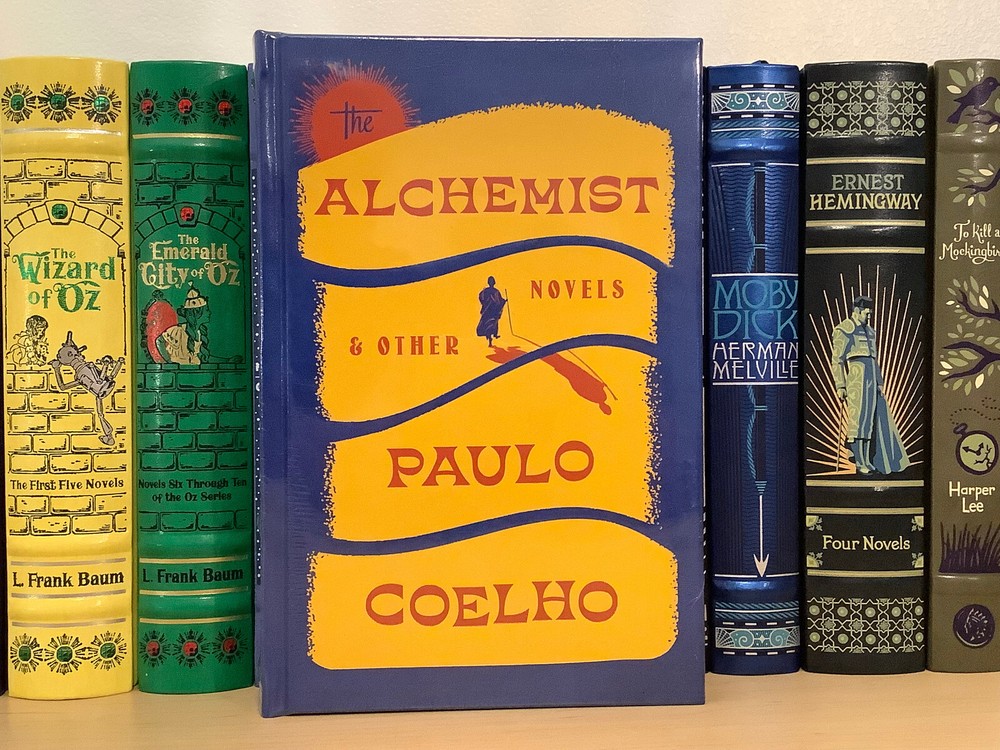 The
Wizard
of Oz
The First Five Novels
L. Frank Baum
The
Emerald
City of Oz
Novels Six Through Ten
of the Oz Series
L. Frank Baum
the
ALCHEMIST
& OTHER NOVELS
PAULO
COELHO
MOBY
DICK
HERMAN
MELVILLE
ERNEST
HEMINGWAY
Four Novels
To Kill a
Mockingbir
Harper
Lee